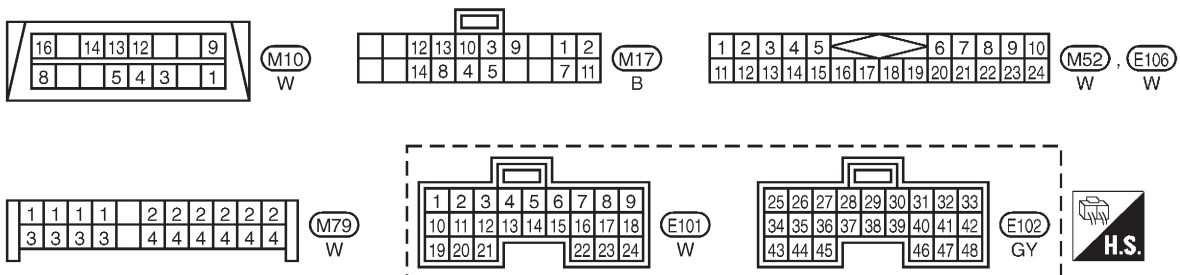 16 14 13 12 9
8 5 4 3 1
M10
W
12 13 10 3 9 1 2
14 8 4 5 7 11
M17
B
1 2 3 4 5 6 7 8 9 10
11 12 13 14 15 16 17 18 19 20 21 22 23 24
M52 , E106
W W
1 1 1 1 2 2 2 2 2 2
3 3 3 3 4 4 4 4 4 4
M79
W
1 2 3 4 5 6 7 8 9
10 11 12 13 14 15 16 17 18
19 20 21 22 23 24
E101
W
25 26 27 28 29 30 31 32 33
34 35 36 37 38 39 40 41 42
43 44 45 46 47 48
E102
GY
H.S.